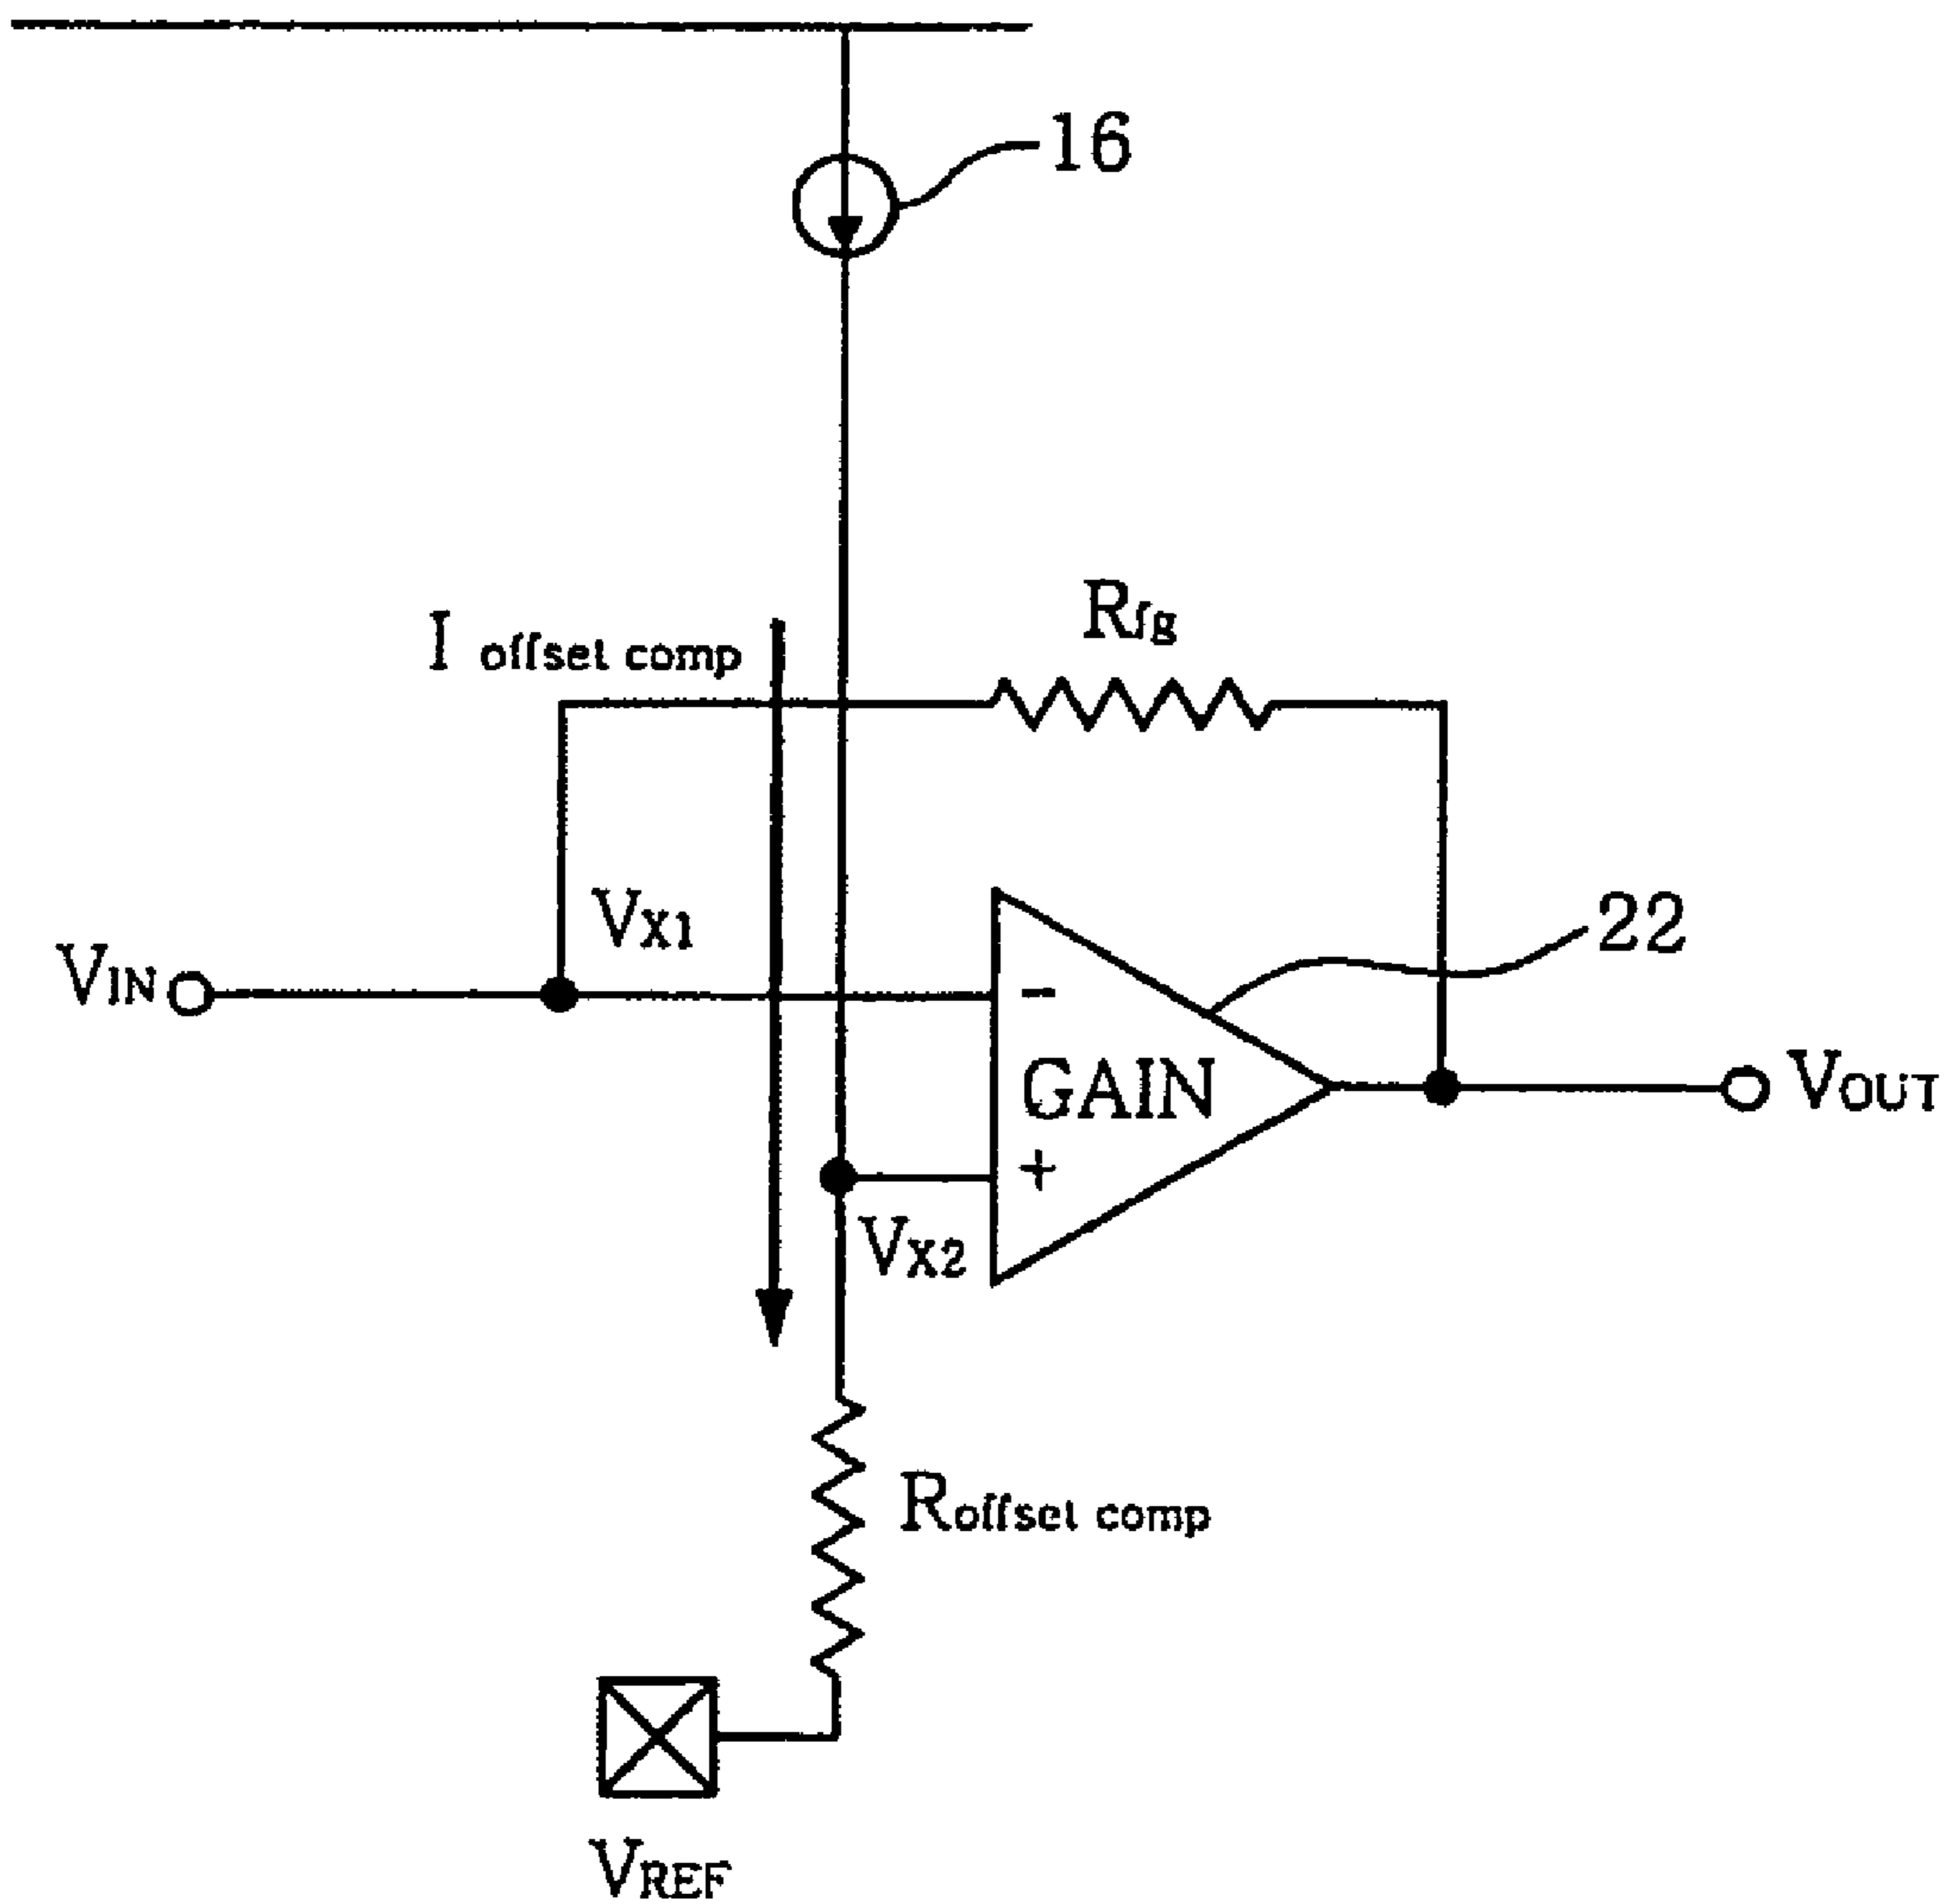 16
I offset comp
Rfg
VX1
22
VIN
-
GAIN
VOUT
+
VX2
Roffset comp
VREF